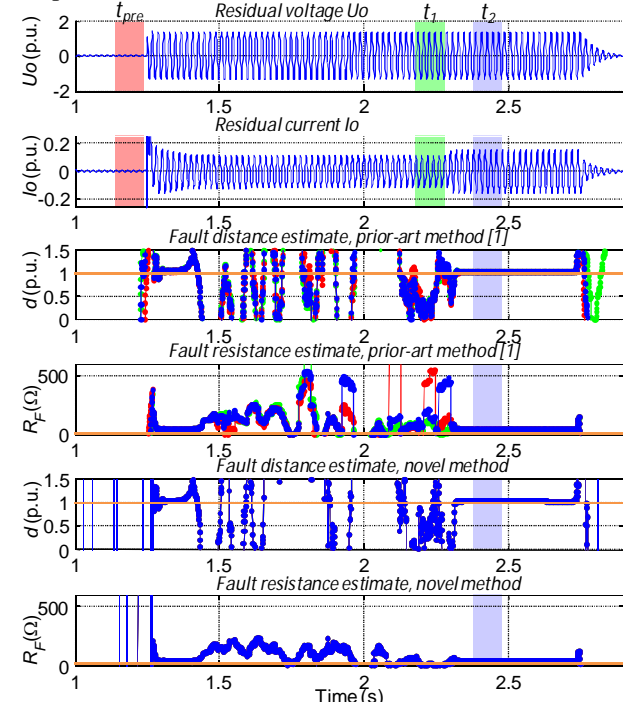 t_pre Residual voltage Uo t_1 t_2
Uo (p.u.)
2
0
-2
1 1.5 2 2.5
Residual current Io
Io (p.u.)
0.2
0
-0.2
1 1.5 2 2.5
Fault distance estimate, prior-art method [1]
d (p.u.)
1.5
1
0.5
0
1 1.5 2 2.5
Fault resistance estimate, prior-art method [1]
R_F(Ω)
500
0
1 1.5 2 2.5
Fault distance estimate, novel method
d (p.u.)
1.5
1
0.5
0
1 1.5 2 2.5
Fault resistance estimate, novel method
R_F(Ω)
500
0
1 1.5 2 2.5
Time (s)